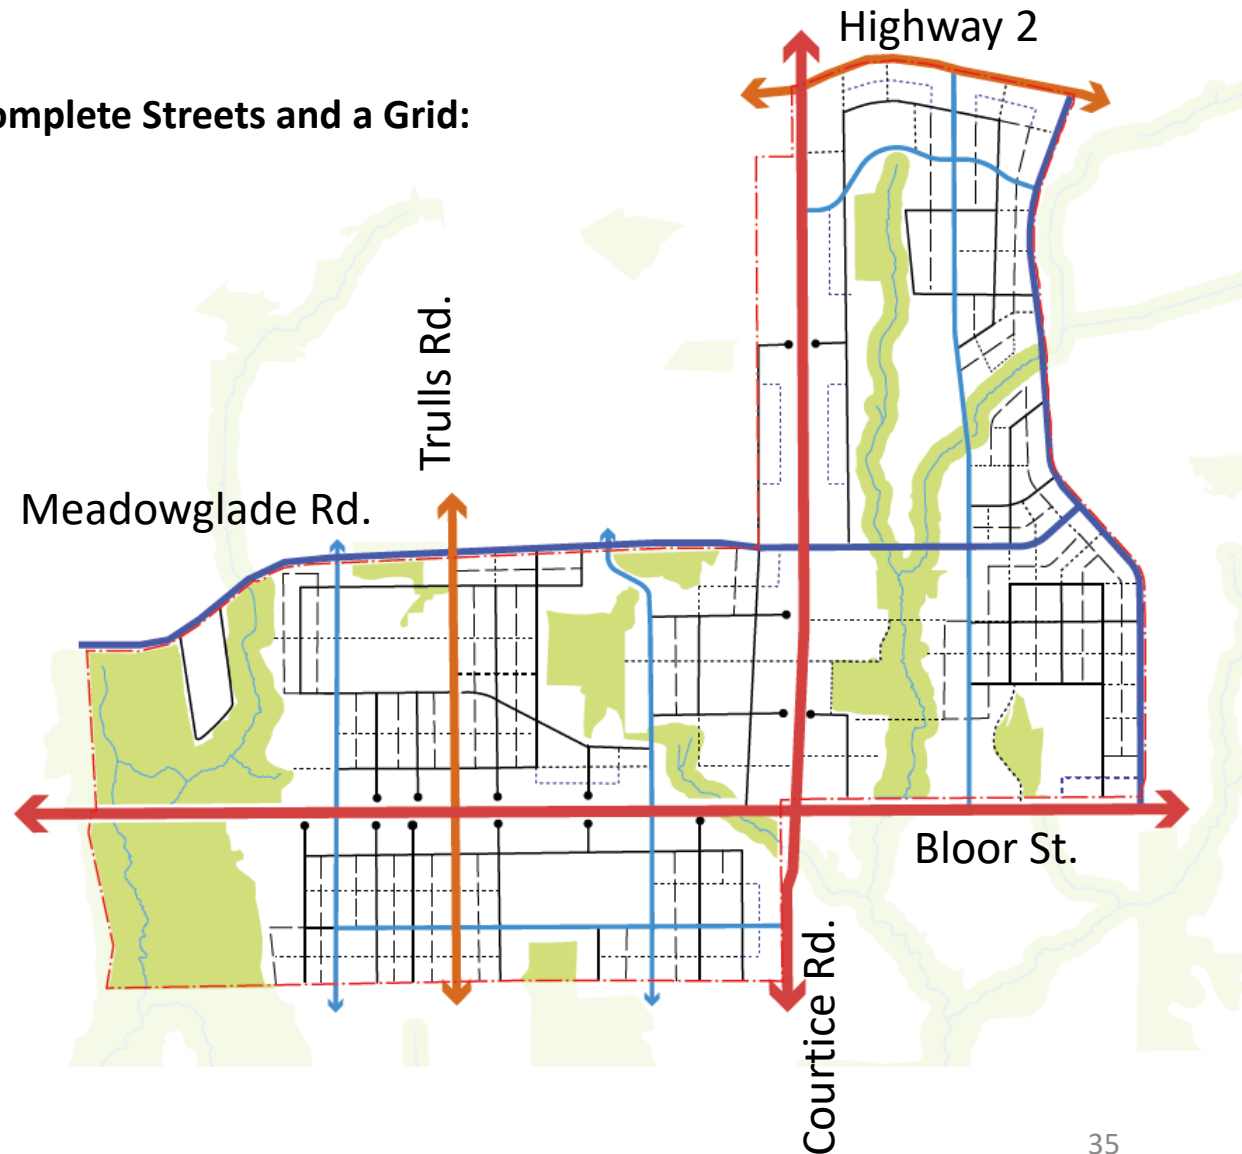 Highway 2
omplete Streets and a Grid:
Trulls Rd.
Meadowglade Rd.
Bloor St.
Courtice Rd.
35